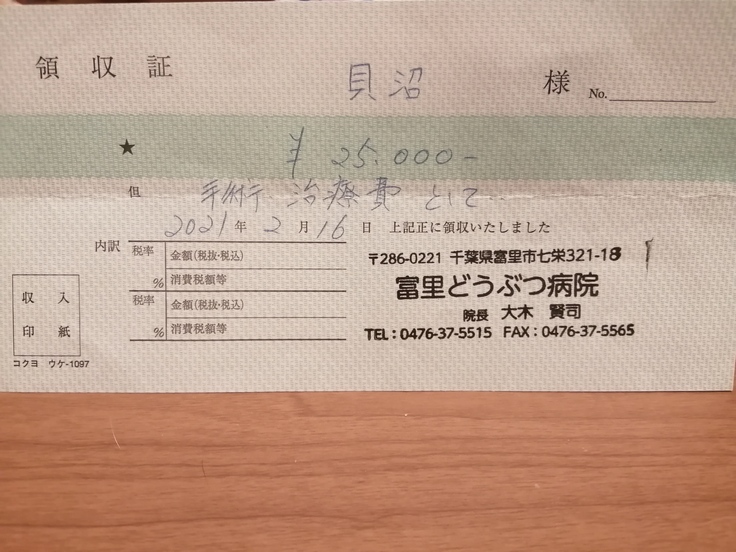 領収証
貝沼 様 No.
★ ¥25.000-
但 手術、治療費として
2021年2月16日 上記正に領収いたしました
内訳
税率 金額(税抜・税込)
% 消費税額等
税率 金額(税抜・税込)
% 消費税額等
収入
印紙
コクヨ ウケ-1097
〒286-0221 千葉県富里市七栄321-18
富里どうぶつ病院
院長 大木 賢司
TEL:0476-37-5515 FAX:0476-37-5565